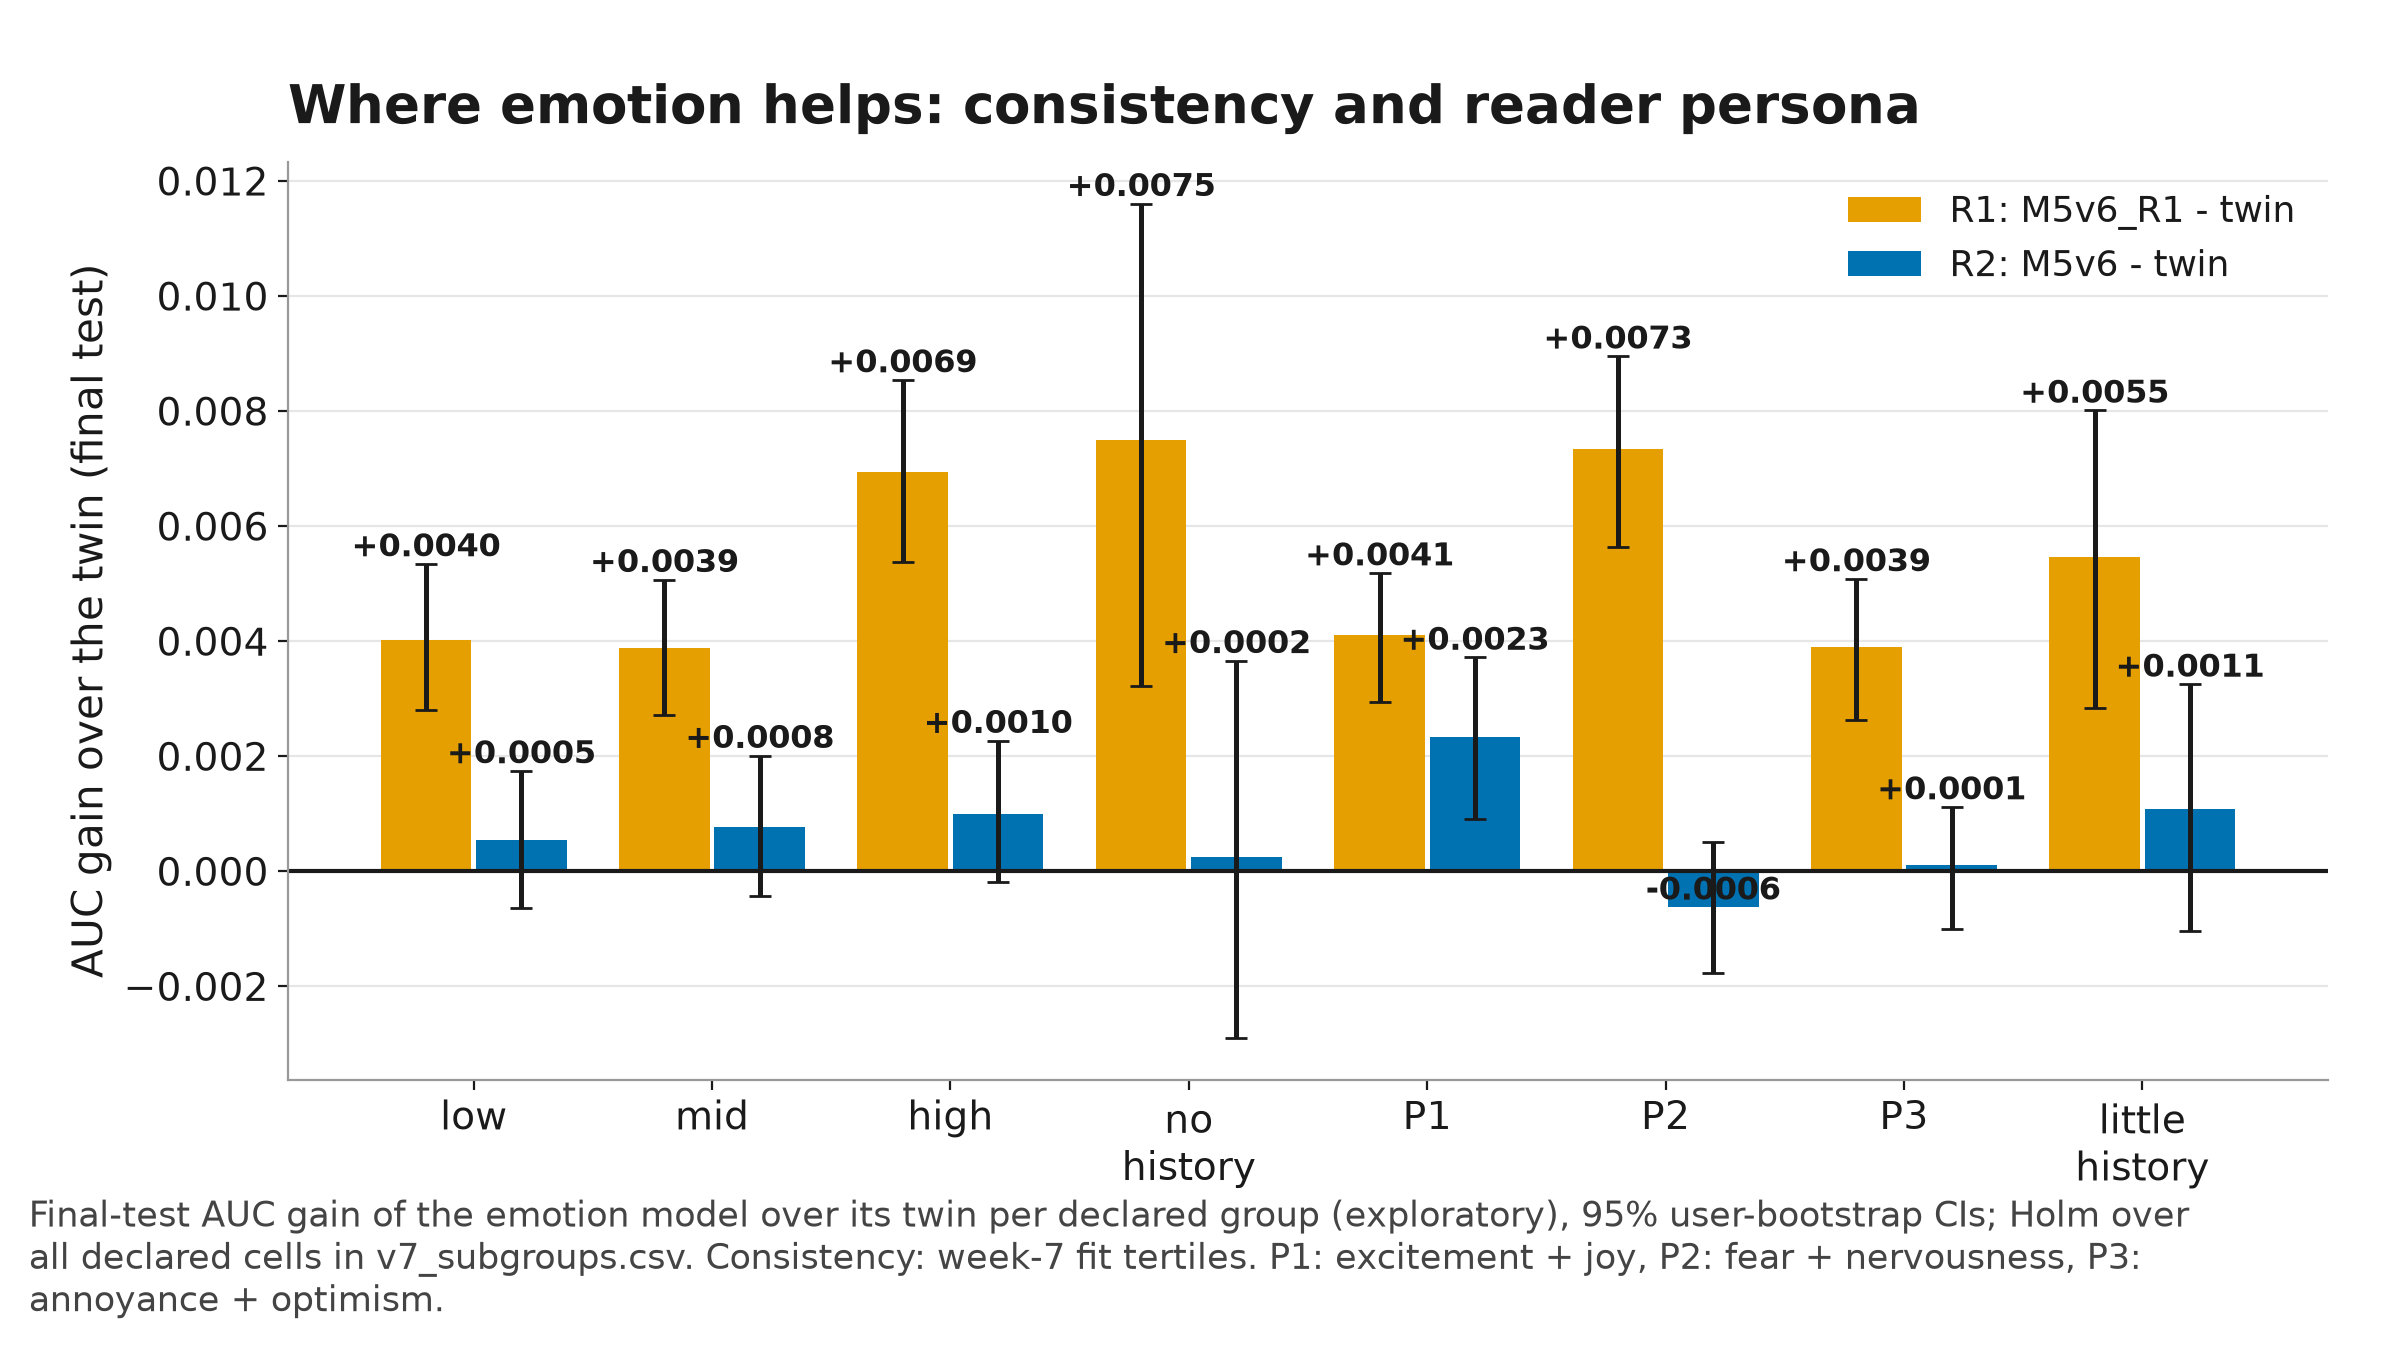 Where emotion helps: consistency and reader persona
AUC gain over the twin (final test)
0.012
0.010
0.008
0.006
0.004
0.002
0.000
−0.002
R1: M5v6_R1 - twin
R2: M5v6 - twin
+0.0040
+0.0005
+0.0039
+0.0008
+0.0069
+0.0010
+0.0075
+0.0002
+0.0041
+0.0023
+0.0073
-0.0006
+0.0039
+0.0001
+0.0055
+0.0011
low
mid
high
no
history
P1
P2
P3
little
history
Final-test AUC gain of the emotion model over its twin per declared group (exploratory), 95% user-bootstrap CIs; Holm over
all declared cells in v7_subgroups.csv. Consistency: week-7 fit tertiles. P1: excitement + joy, P2: fear + nervousness, P3:
annoyance + optimism.